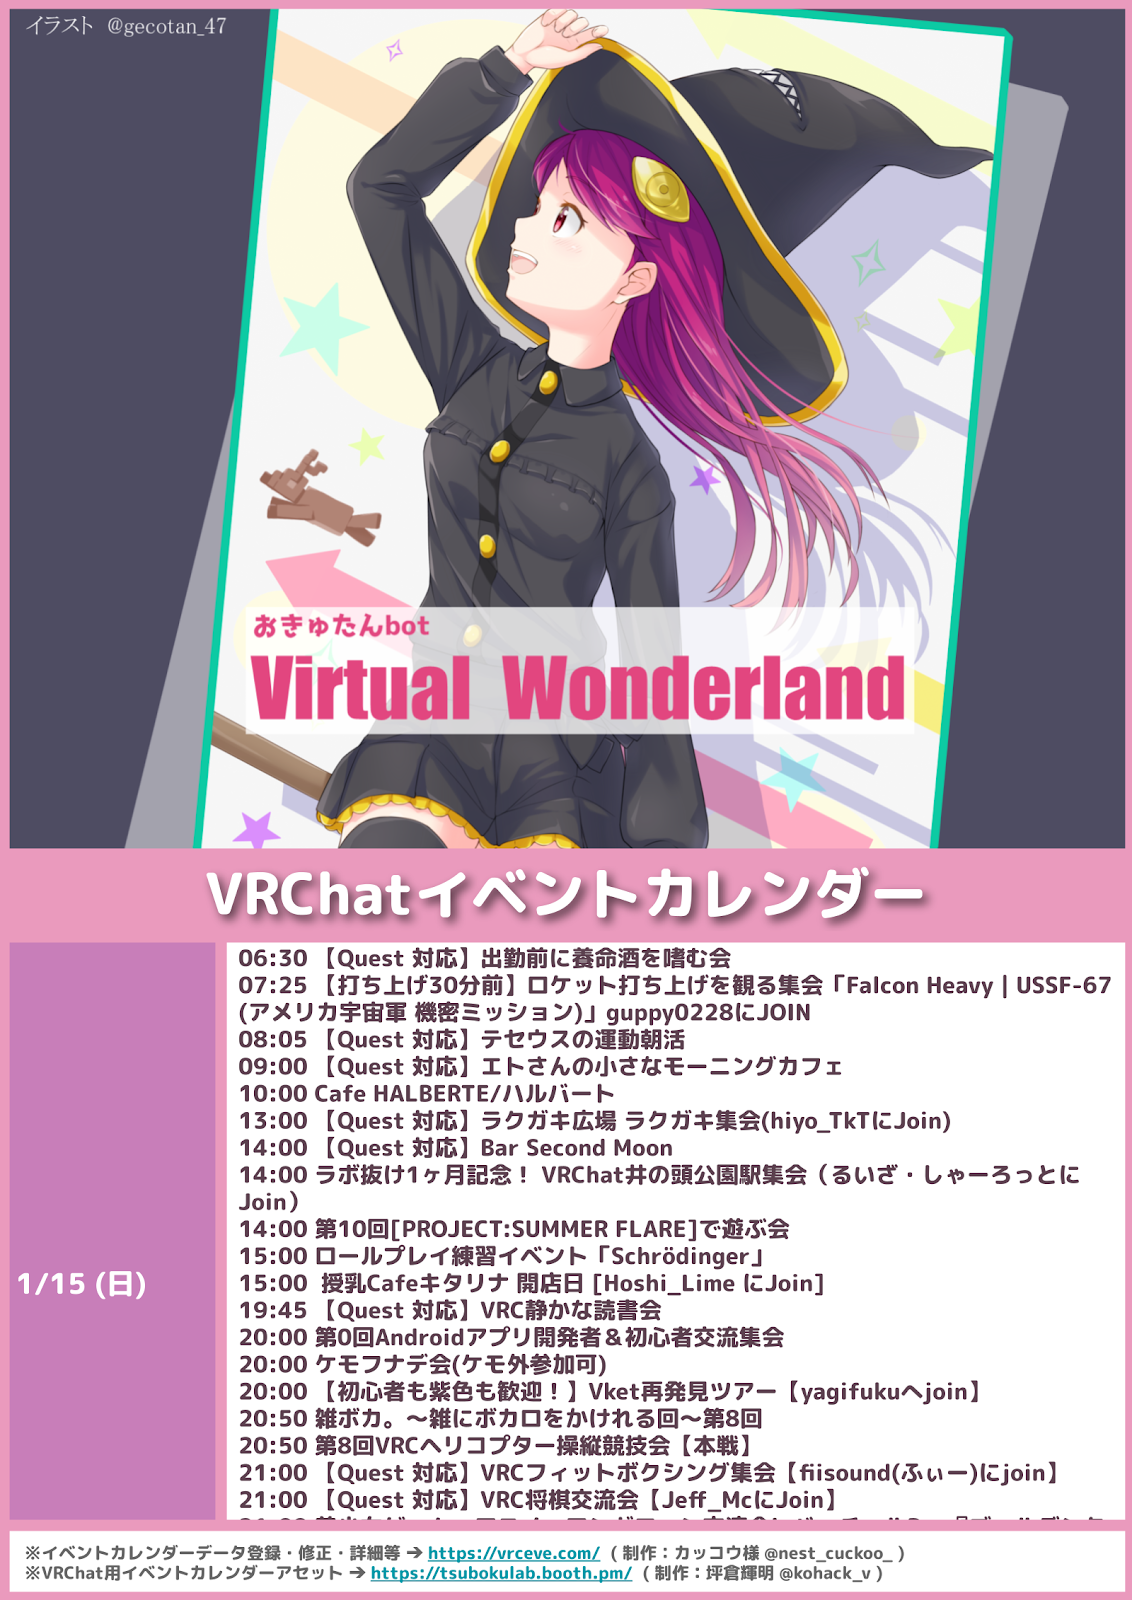 イラスト @gecotan_47
おきゅたんbot
Virtual Wonderland
VRChatイベントカレンダー
1/15 (日)
06:30 【Quest 対応】出勤前に養命酒を嗜む会
07:25 【打ち上げ30分前】ロケット打ち上げを観る集会「Falcon Heavy | USSF-67
(アメリカ宇宙軍 機密ミッション)」guppy0228にJOIN
08:05 【Quest 対応】テセウスの運動朝活
09:00 【Quest 対応】エトさんの小さなモーニングカフェ
10:00 Cafe HALBERTE/ハルバート
13:00 【Quest 対応】ラクガキ広場 ラクガキ集会(hiyo_TkTにJoin)
14:00 【Quest 対応】Bar Second Moon
14:00 ラボ抜け1ヶ月記念！ VRChat井の頭公園駅集会（るいざ・しゃーろっとに
Join）
14:00 第10回[PROJECT:SUMMER FLARE]で遊ぶ会
15:00 ロールプレイ練習イベント「Schrödinger」
15:00 授乳Cafeキタリナ 開店日 [Hoshi_Lime にJoin]
19:45 【Quest 対応】VRC静かな読書会
20:00 第0回Androidアプリ開発者＆初心者交流集会
20:00 ケモフナデ会(ケモ外参加可)
20:00 【初心者も紫色も歓迎！】Vket再発見ツアー【yagifukuへjoin】
20:50 雑ボカ。～雑にボカロをかけれる回～第8回
20:50 第8回VRCヘリコプター操縦競技会【本戦】
21:00 【Quest 対応】VRCフィットボクシング集会【fiisound(ふぃー)にjoin】
21:00 【Quest 対応】VRC将棋交流会【Jeff_McにJoin】
※イベントカレンダーデータ登録・修正・詳細等 ➔ https://vrceve.com/ （制作：カッコウ様 @nest_cuckoo_ ）
※VRChat用イベントカレンダーアセット ➔ https://tsubokulab.booth.pm/ （制作：坪倉輝明 @kohack_v ）